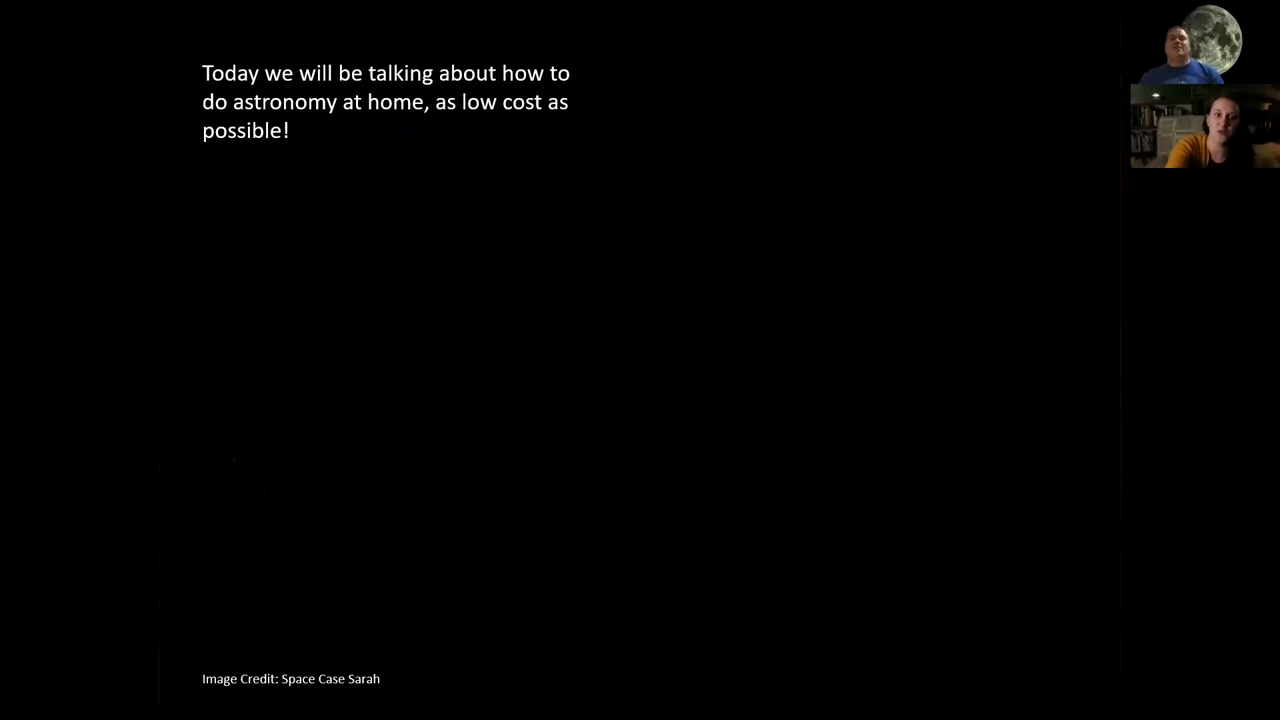 Today we will be talking about how to
do astronomy at home, as low cost as
possible!
Image Credit: Space Case Sarah